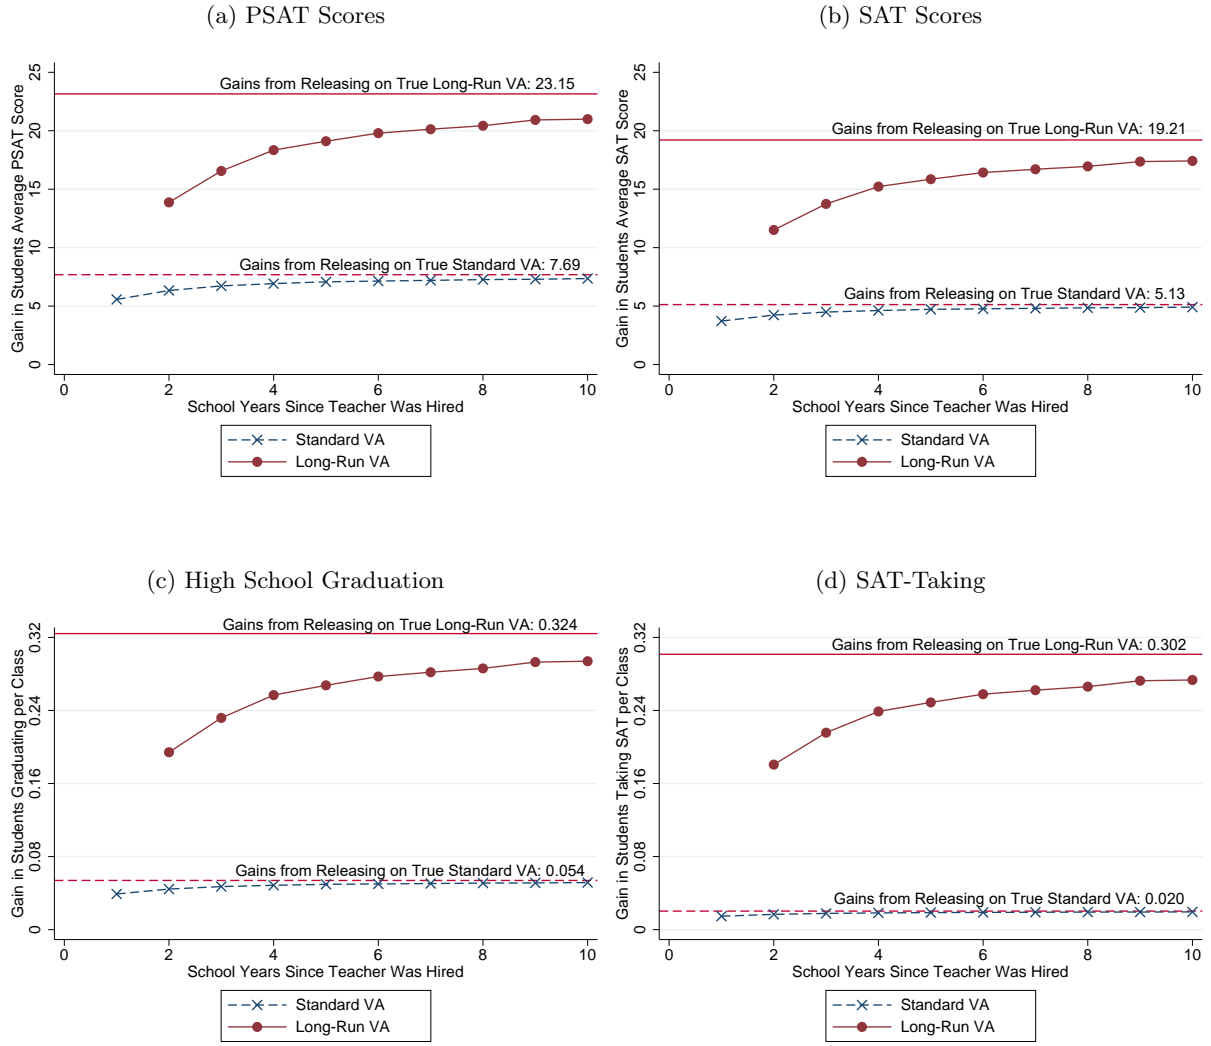 (a) PSAT Scores
Gain in Students Average PSAT Score
25
20
15
10
5
0
Gains from Releasing on True Long-Run VA: 23.15
Gains from Releasing on True Standard VA: 7.69
0 2 4 6 8 10
School Years Since Teacher Was Hired
Standard VA
Long-Run VA
(b) SAT Scores
Gain in Students Average SAT Score
25
20
15
10
5
0
Gains from Releasing on True Long-Run VA: 19.21
Gains from Releasing on True Standard VA: 5.13
0 2 4 6 8 10
School Years Since Teacher Was Hired
Standard VA
Long-Run VA
(c) High School Graduation
Gain in Students Graduating per Class
0.32
0.24
0.16
0.08
0
Gains from Releasing on True Long-Run VA: 0.324
Gains from Releasing on True Standard VA: 0.054
0 2 4 6 8 10
School Years Since Teacher Was Hired
Standard VA
Long-Run VA
(d) SAT-Taking
Gain in Students Taking SAT per Class
0.32
0.24
0.16
0.08
0
Gains from Releasing on True Long-Run VA: 0.302
Gains from Releasing on True Standard VA: 0.020
0 2 4 6 8 10
School Years Since Teacher Was Hired
Standard VA
Long-Run VA